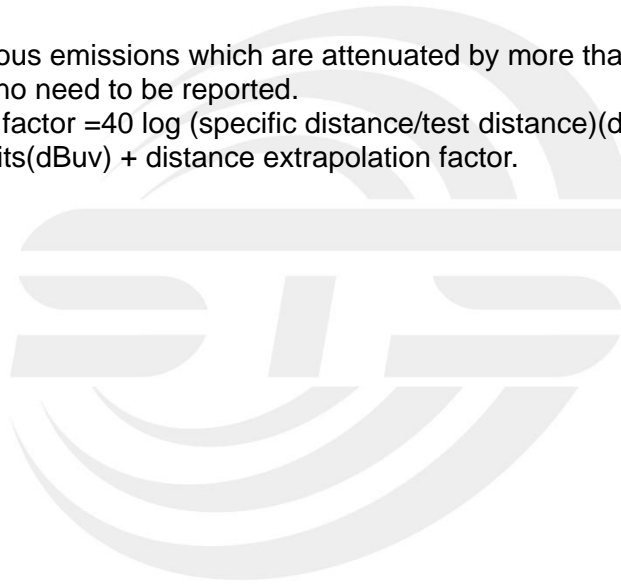 ous emissions which are attenuated by more tha
no need to be reported.
factor =40 log (specific distance/test distance)(d
its(dBuv) + distance extrapolation factor.
STS